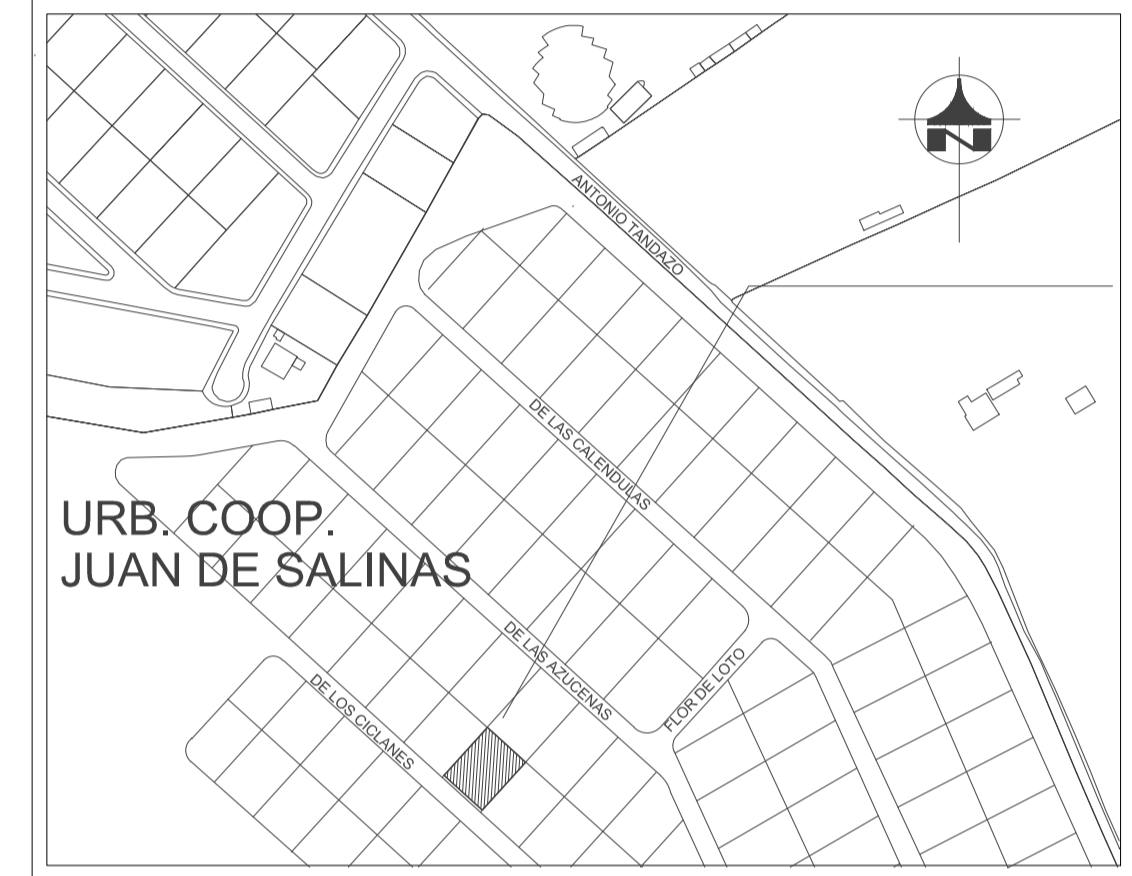 ANTONIO TANDAZO
N
DE LAS CALENDULAS
URB. COOP.
JUAN DE SALINAS
DE LAS AZUCENAS
FLOR DE LOTO
DE LOS CICLANES